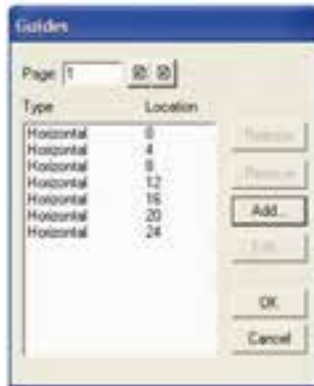 Guides
Page: 1
Type Location
Horizontal 0
Horizontal 4
Horizontal 8
Horizontal 12
Horizontal 16
Horizontal 20
Horizontal 24
Add...
OK
Cancel